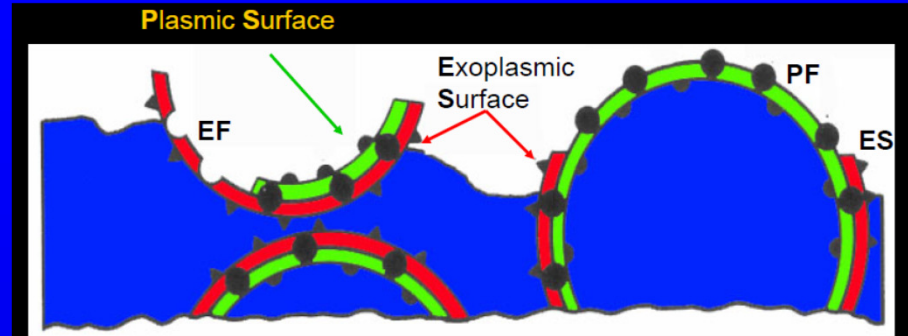 Plasmic Surface
Exoplasmic
Surface
EF
PF
ES